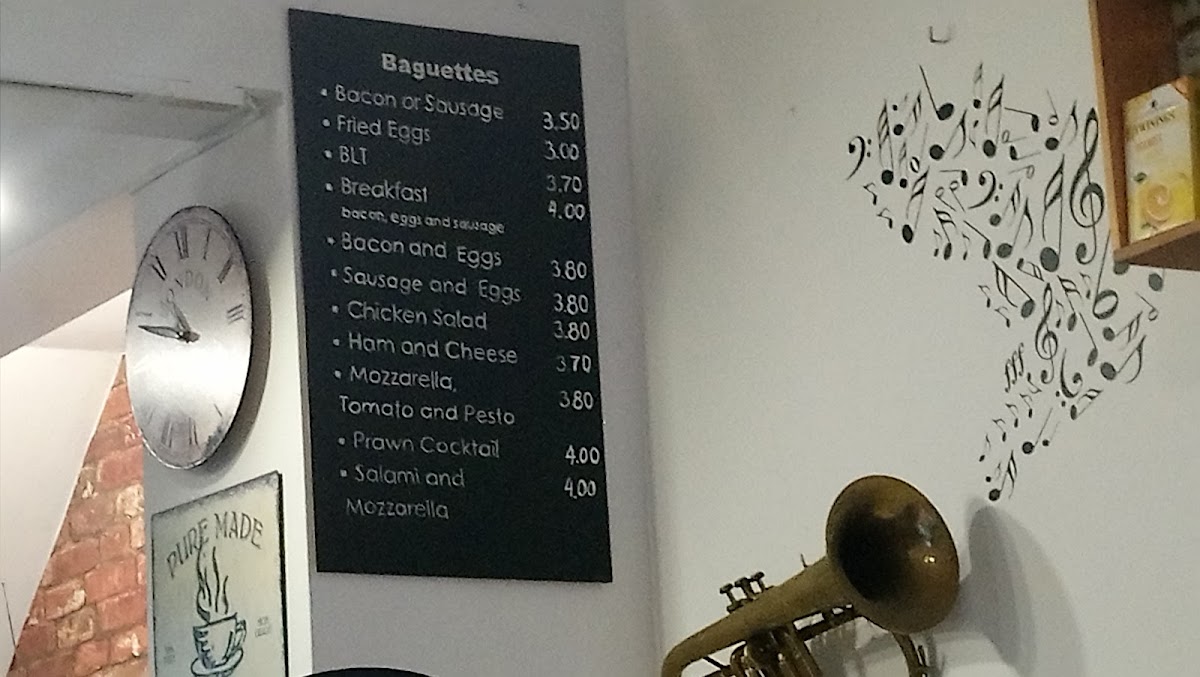 Baguettes
• Bacon or Sausage 3.50
• Fried Eggs 3.00
• BLT 3.70
• Breakfast 4.00
bacon, eggs and sausage
• Bacon and Eggs 3.80
• Sausage and Eggs 3.80
• Chicken Salad 3.80
• Ham and Cheese 3.70
• Mozzarella, 3.80
Tomato and Pesto
• Prawn Cocktail 4.00
• Salami and 4.00
Mozzarella
PURE MADE
TWININGS
fff